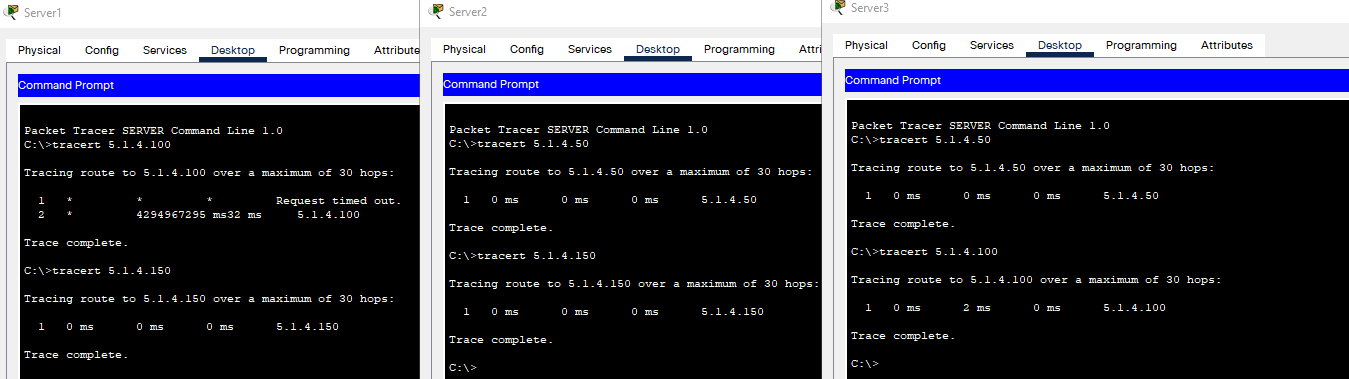 Server1
Physical Config Services Desktop Programming Attribute
Command Prompt
Packet Tracer SERVER Command Line 1.0
C:\>tracert 5.1.4.100
Tracing route to 5.1.4.100 over a maximum of 30 hops:
1 * * * Request timed out.
2 * 4294967295 ms32 ms 5.1.4.100
Trace complete.
C:\>tracert 5.1.4.150
Tracing route to 5.1.4.150 over a maximum of 30 hops:
1 0 ms 0 ms 0 ms 5.1.4.150
Trace complete.
Server2
Physical Config Services Desktop Programming Attri
Command Prompt
Packet Tracer SERVER Command Line 1.0
C:\>tracert 5.1.4.50
Tracing route to 5.1.4.50 over a maximum of 30 hops:
1 0 ms 0 ms 0 ms 5.1.4.50
Trace complete.
C:\>tracert 5.1.4.150
Tracing route to 5.1.4.150 over a maximum of 30 hops:
1 0 ms 0 ms 0 ms 5.1.4.150
Trace complete.
C:\>
Server3
Physical Config Services Desktop Programming Attributes
Command Prompt
Packet Tracer SERVER Command Line 1.0
C:\>tracert 5.1.4.50
Tracing route to 5.1.4.50 over a maximum of 30 hops:
1 0 ms 0 ms 0 ms 5.1.4.50
Trace complete.
C:\>tracert 5.1.4.100
Tracing route to 5.1.4.100 over a maximum of 30 hops:
1 0 ms 2 ms 0 ms 5.1.4.100
Trace complete.
C:\>